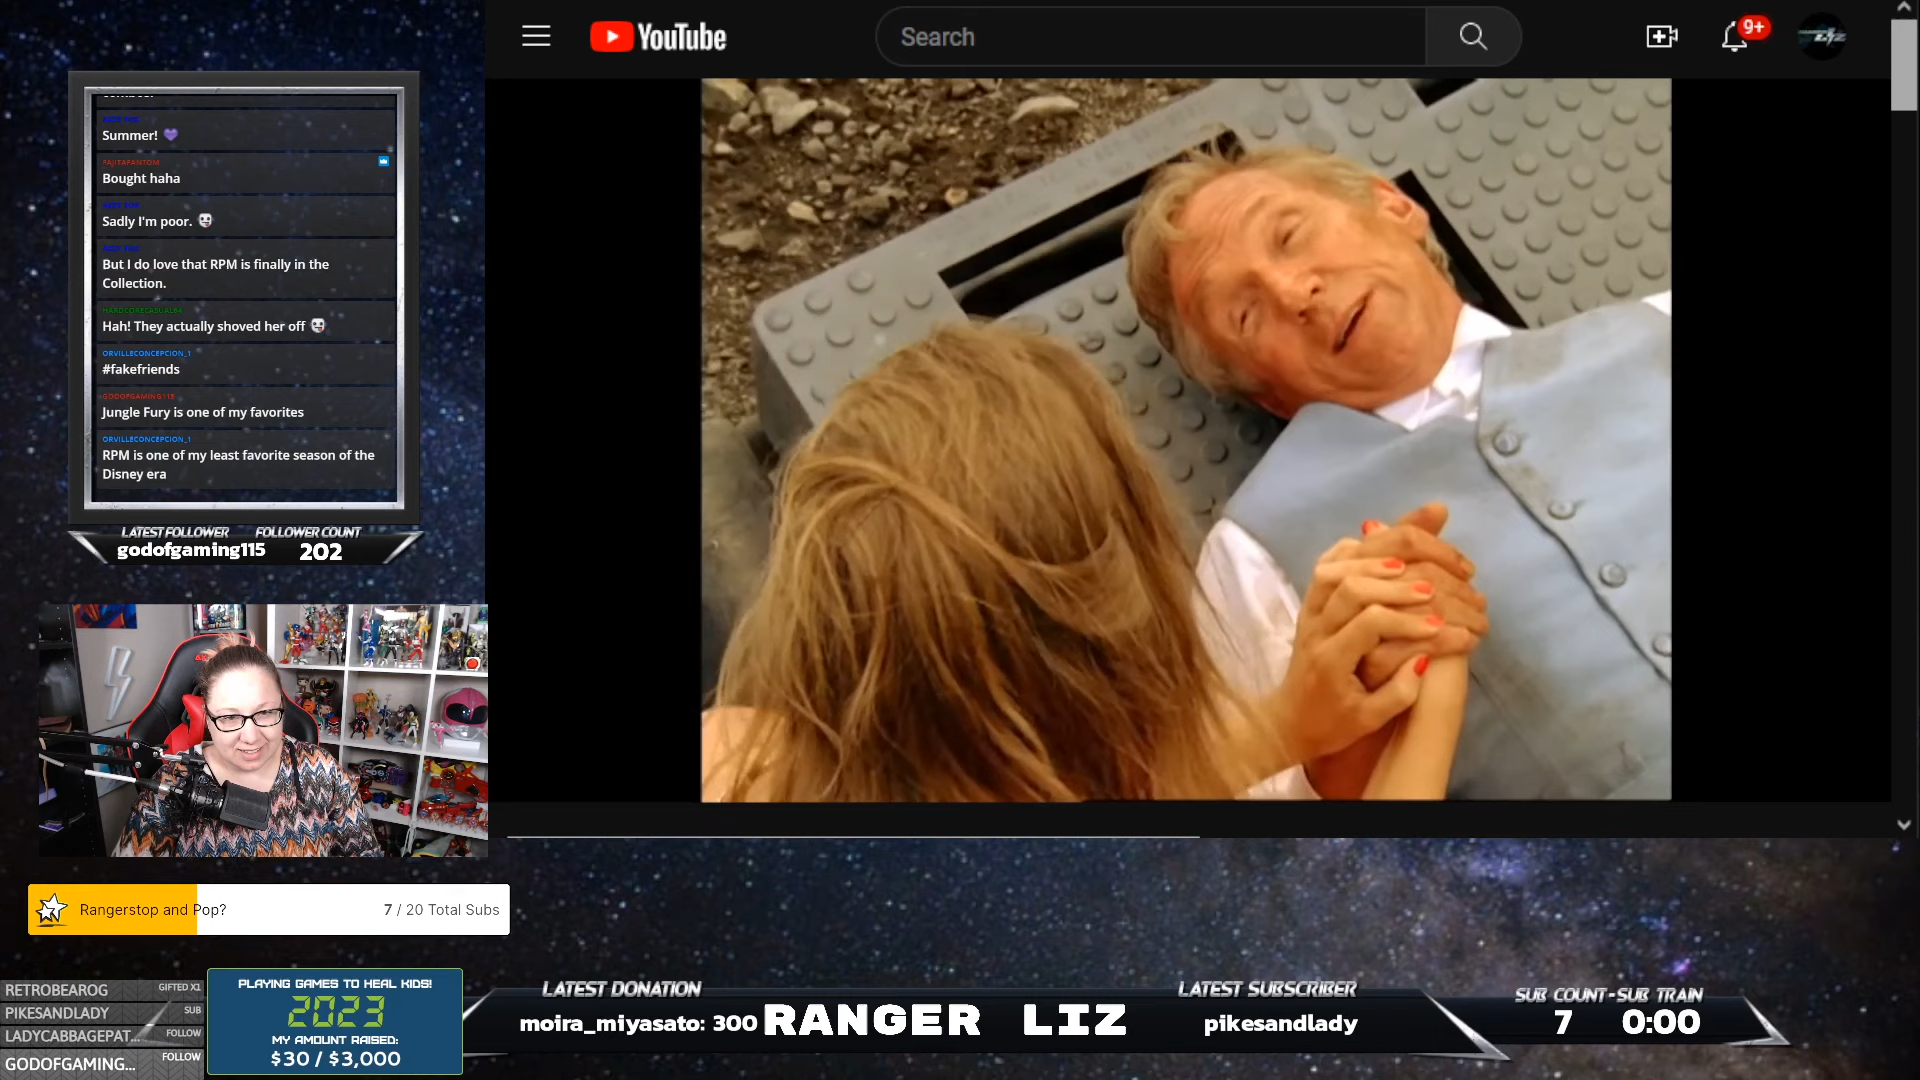 YouTube
Search
9+
Summer! 💜
FAJITAFANTOM
Bought haha
Sadly I'm poor.
But I do love that RPM is finally in the
Collection.
HARDCORECASUAL84
Hah! They actually shoved her off
ORVILLECONCEPCION_1
#fakefriends
GODOFGAMING115
Jungle Fury is one of my favorites
ORVILLECONCEPCION_1
RPM is one of my least favorite season of the
Disney era
LATEST FOLLOWER FOLLOWER COUNT
godofgaming115 202
Rangerstop and Pop? 7 / 20 Total Subs
RETROBEAROG GIFTED X1
PIKESANDLADY SUB
LADYCABBAGEPAT... FOLLOW
GODOFGAMING... FOLLOW
PLAYING GAMES TO HEAL KIDS!
2023
MY AMOUNT RAISED:
$30 / $3,000
LATEST DONATION
moira_miyasato: 300
RANGER LIZ
LATEST SUBSCRIBER
pikesandlady
SUB COUNT-SUB TRAIN
7 0:00